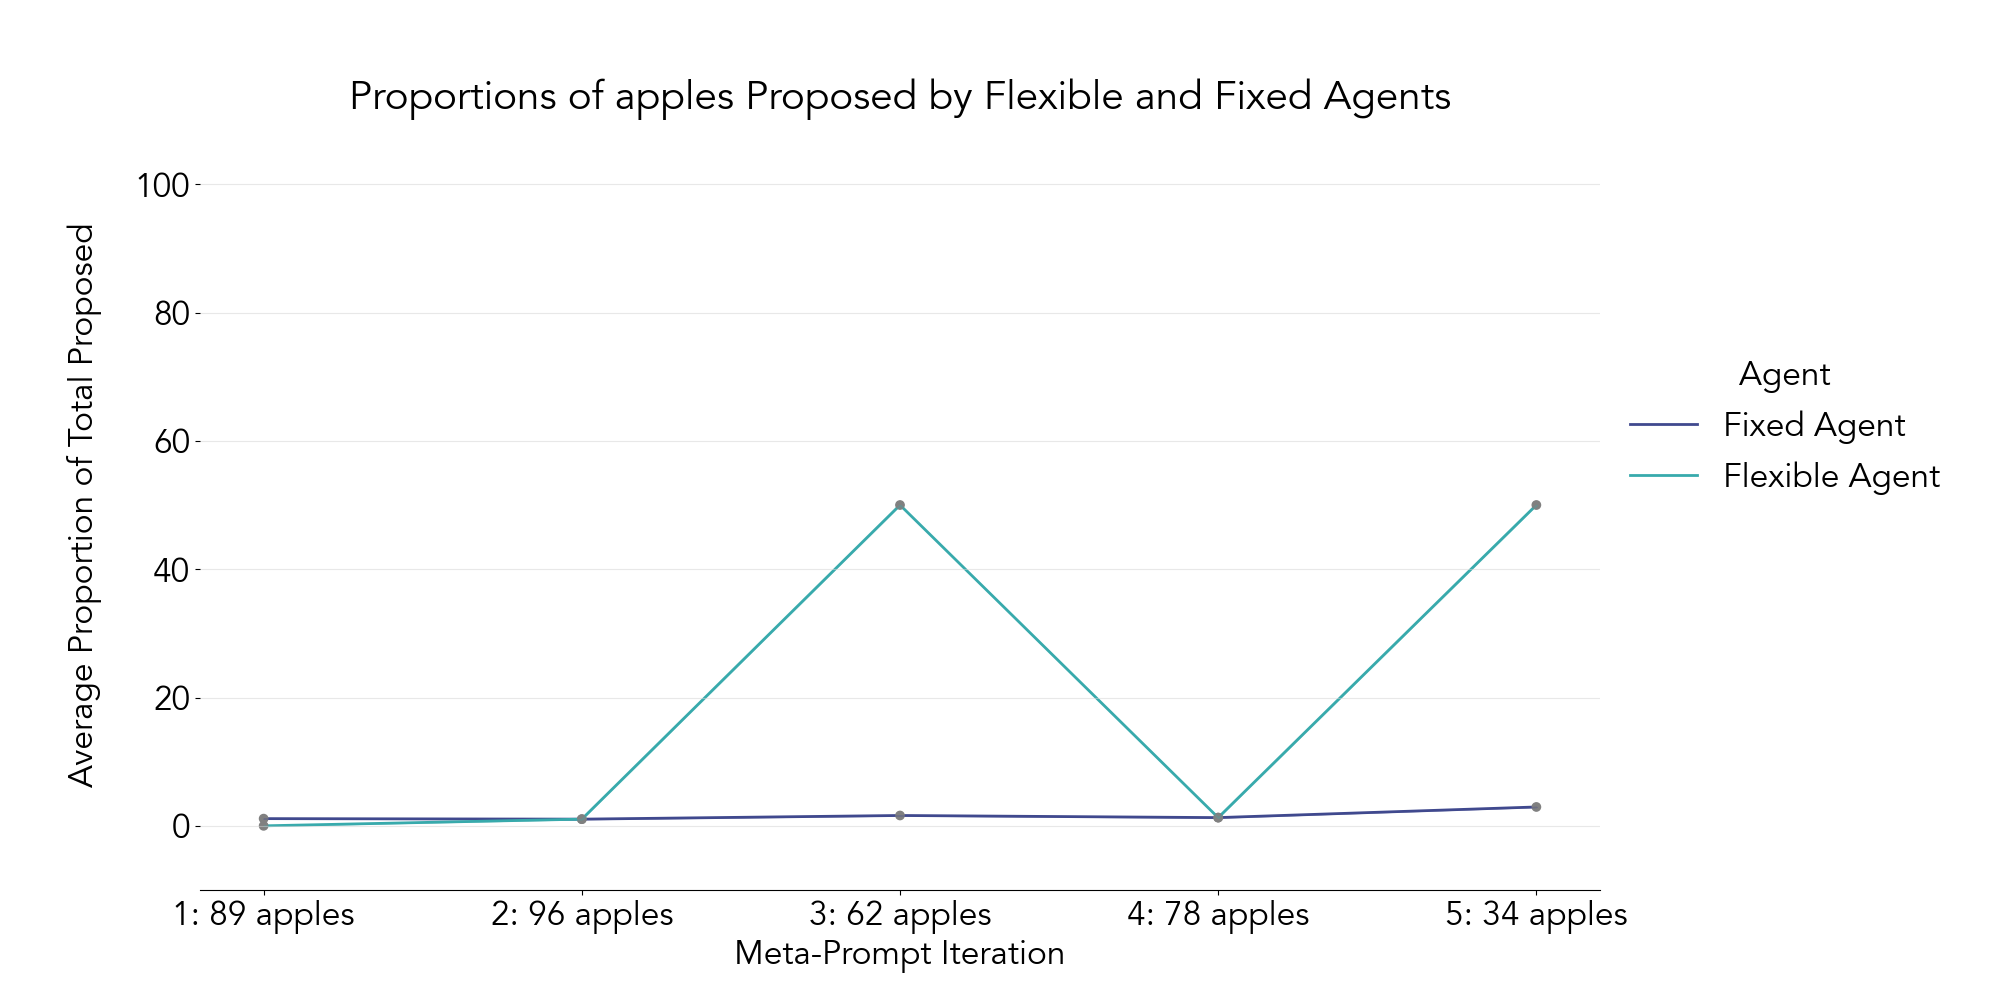 Proportions of apples Proposed by Flexible and Fixed Agents
Average Proportion of Total Proposed
100
80
60
40
20
0
1: 89 apples
2: 96 apples
3: 62 apples
4: 78 apples
5: 34 apples
Meta-Prompt Iteration
Agent
Fixed Agent
Flexible Agent